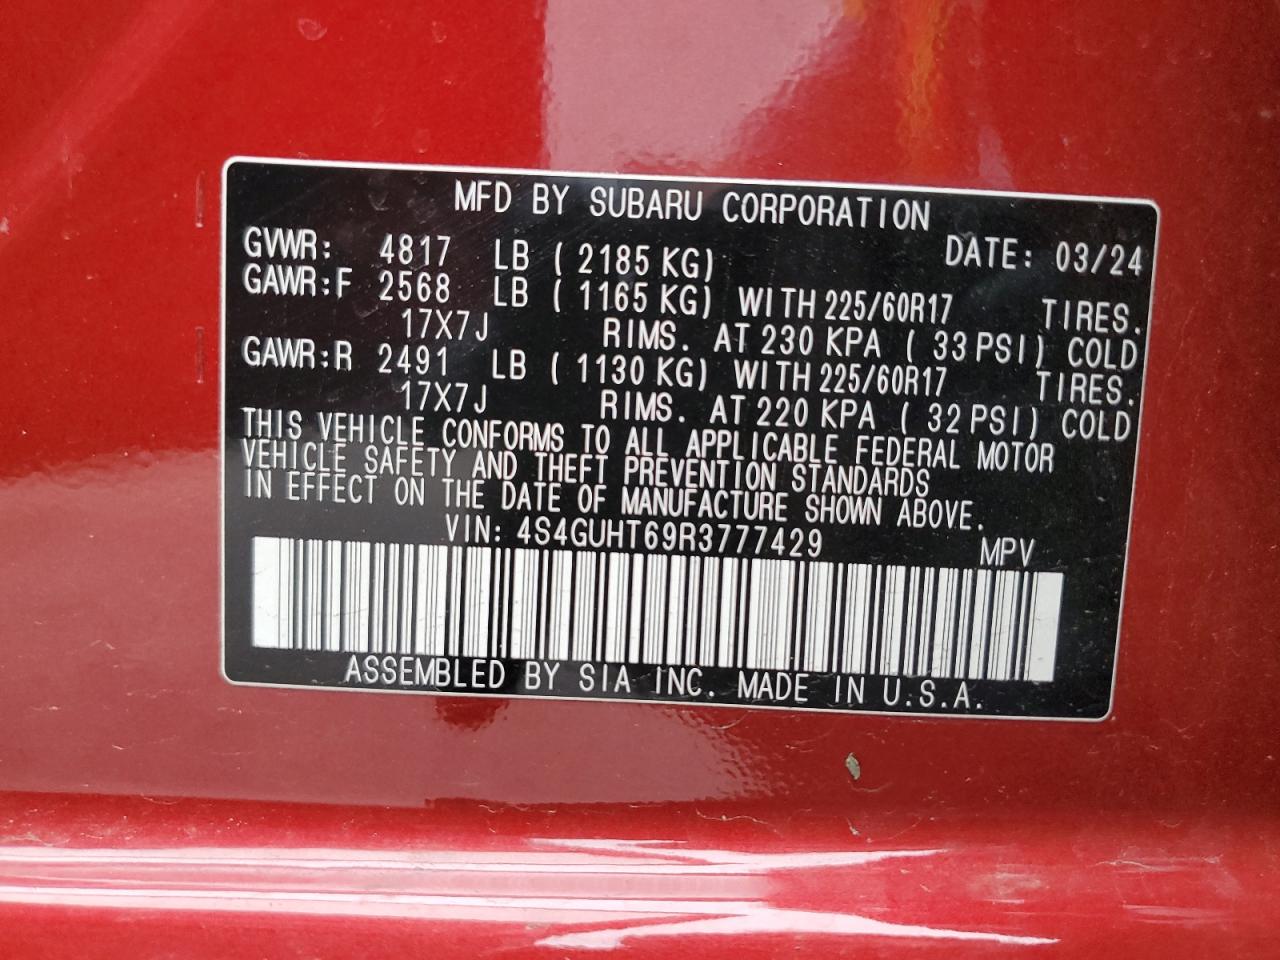 MFD BY SUBARU CORPORATION
GVWR: 4817 LB ( 2185 KG) DATE: 03/24
GAWR:F 2568 LB ( 1165 KG) WITH 225/60R17 TIRES.
17X7J RIMS. AT 230 KPA ( 33 PSI) COLD
GAWR:R 2491 LB ( 1130 KG) WITH 225/60R17 TIRES.
17X7J RIMS. AT 220 KPA ( 32 PSI) COLD
THIS VEHICLE CONFORMS TO ALL APPLICABLE FEDERAL MOTOR
VEHICLE SAFETY AND THEFT PREVENTION STANDARDS
IN EFFECT ON THE DATE OF MANUFACTURE SHOWN ABOVE.
VIN: 4S4GUHT69R3777429 MPV
ASSEMBLED BY SIA INC. MADE IN U.S.A.